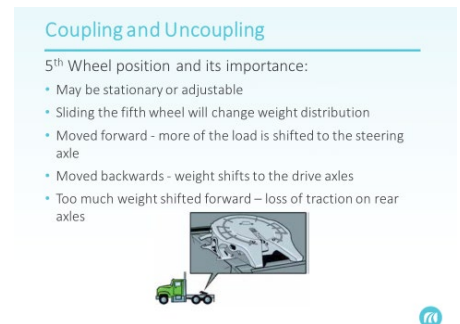 Coupling and Uncoupling
5th Wheel position and its importance:
• May be stationary or adjustable
• Sliding the fifth wheel will change weight distribution
• Moved forward - more of the load is shifted to the steering
axle
• Moved backwards - weight shifts to the drive axles
• Too much weight shifted forward – loss of traction on rear
axles